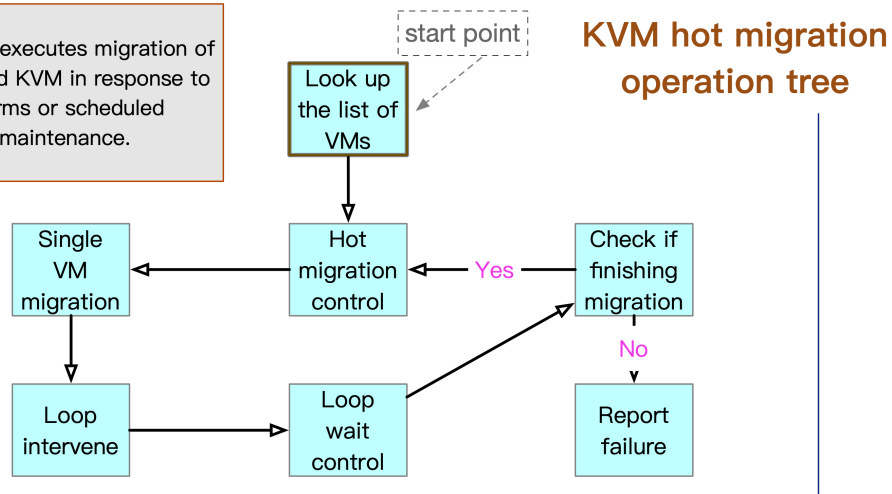 executes migration of
KVM in response to
or scheduled
maintenance.
start point
KVM hot migration
operation tree
Look up
the list of
VMs
Single
VM
migration
Hot
migration
control
Yes
Check if
finishing
migration
No
Loop
intervene
Loop
wait
control
Report
failure